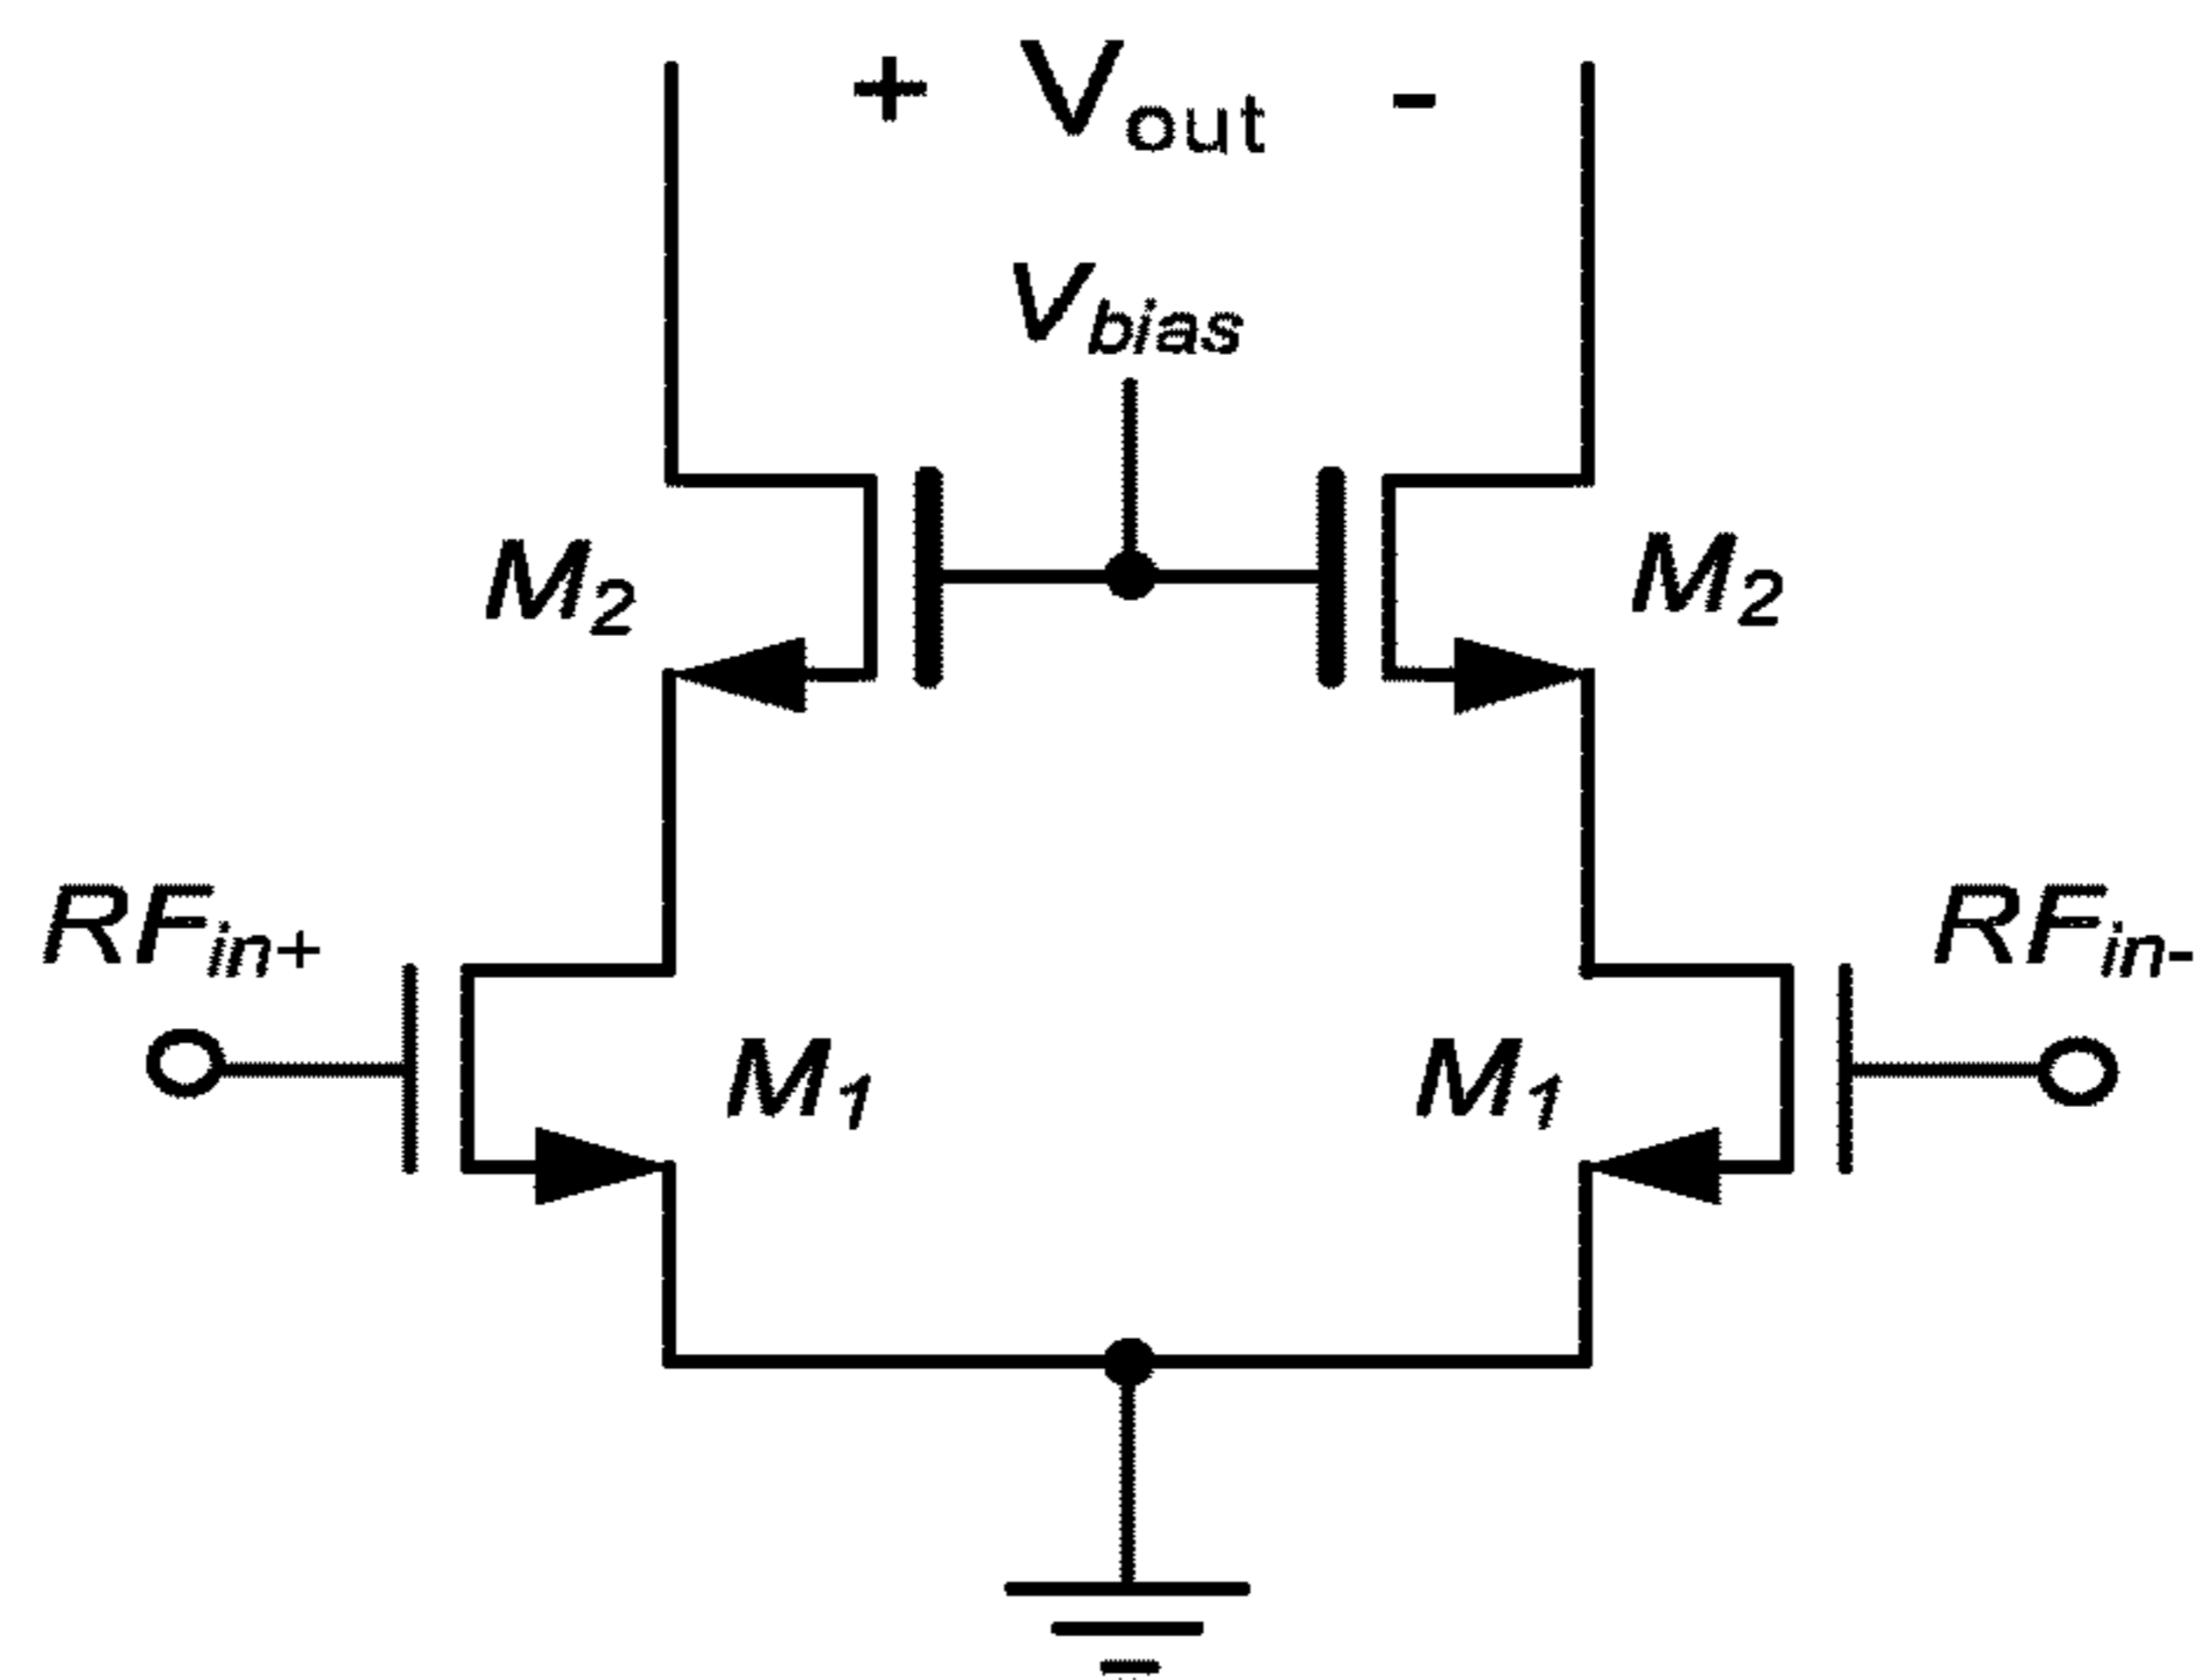 + Vout -
Vbias
M2 M2
RFin+ RFin-
M1 M1